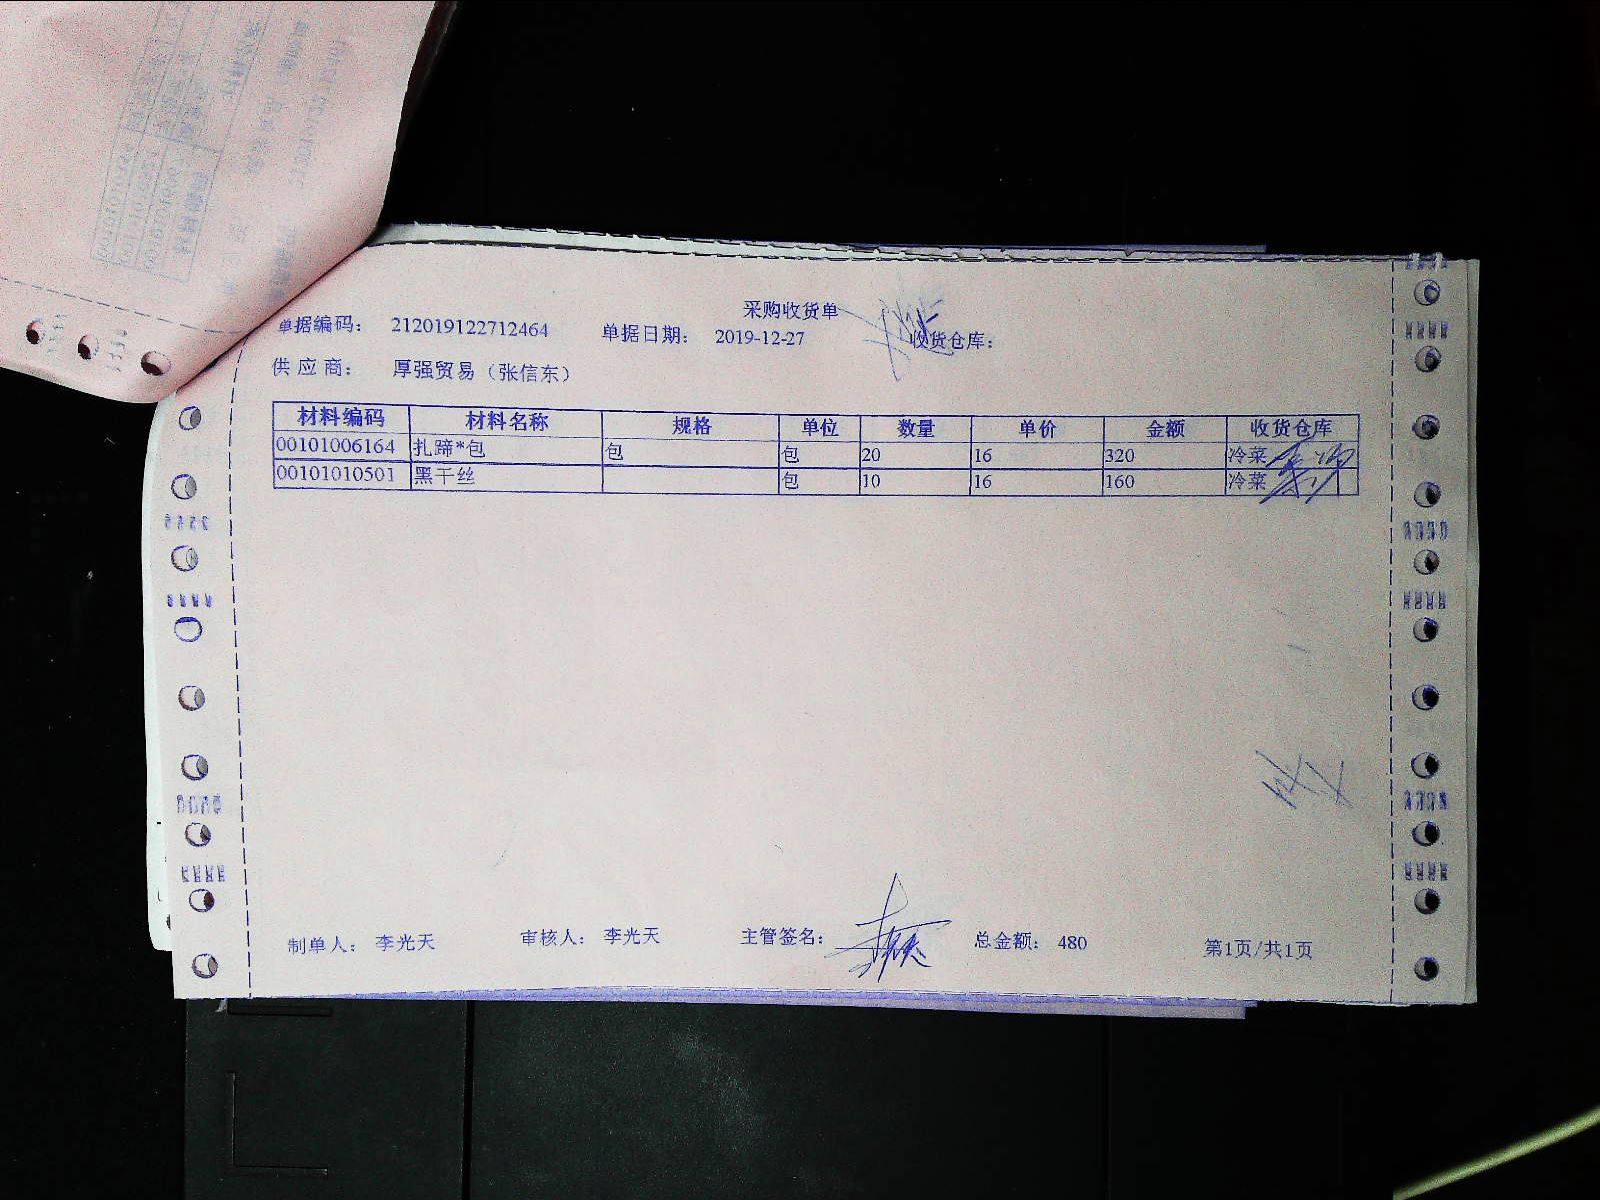 采购收货单
单据编码： 212019122712464 单据日期： 2019-12-27 收货仓库：
供 应 商： 厚强贸易（张信东）
材料编码 材料名称 规格 单位 数量 单价 金额 收货仓库
00101006164 扎蹄*包 包 包 20 16 320 冷菜
00101010501 黑干丝 包 10 16 160 冷菜
制单人： 李光天 审核人： 李光天 主管签名： 总金额： 480 第1页/共1页